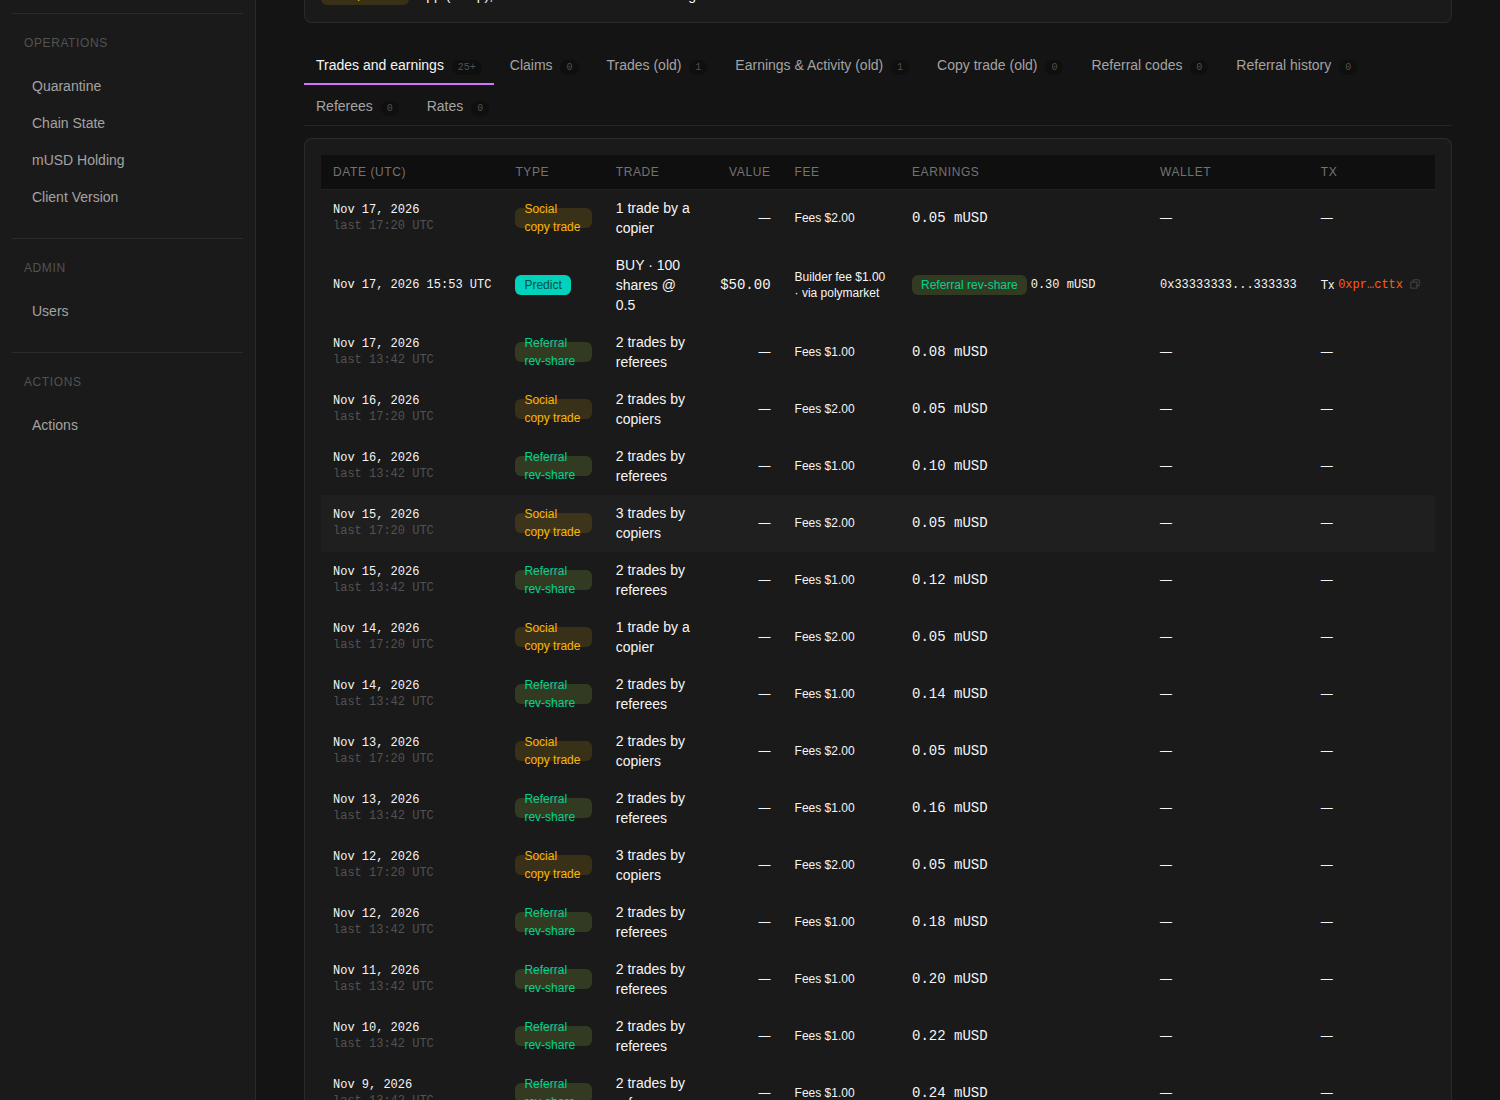 OPERATIONS
Quarantine
Chain State
mUSD Holding
Client Version
ADMIN
Users
ACTIONS
Actions
Trades and earnings 25+ Claims 0 Trades (old) 1 Earnings & Activity (old) 1 Copy trade (old) 0 Referral codes 0 Referral history 0
Referees 0 Rates 0
DATE (UTC) TYPE TRADE VALUE FEE EARNINGS WALLET TX
Nov 17, 2026 last 17:20 UTC Social copy trade 1 trade by a copier — Fees $2.00 0.05 mUSD — —
Nov 17, 2026 15:53 UTC Predict BUY · 100 shares @ 0.5 $50.00 Builder fee $1.00 · via polymarket Referral rev-share 0.30 mUSD 0x33333333...333333 Tx 0xpr…cttx
Nov 17, 2026 last 13:42 UTC Referral rev-share 2 trades by referees — Fees $1.00 0.08 mUSD — —
Nov 16, 2026 last 17:20 UTC Social copy trade 2 trades by copiers — Fees $2.00 0.05 mUSD — —
Nov 16, 2026 last 13:42 UTC Referral rev-share 2 trades by referees — Fees $1.00 0.10 mUSD — —
Nov 15, 2026 last 17:20 UTC Social copy trade 3 trades by copiers — Fees $2.00 0.05 mUSD — —
Nov 15, 2026 last 13:42 UTC Referral rev-share 2 trades by referees — Fees $1.00 0.12 mUSD — —
Nov 14, 2026 last 17:20 UTC Social copy trade 1 trade by a copier — Fees $2.00 0.05 mUSD — —
Nov 14, 2026 last 13:42 UTC Referral rev-share 2 trades by referees — Fees $1.00 0.14 mUSD — —
Nov 13, 2026 last 17:20 UTC Social copy trade 2 trades by copiers — Fees $2.00 0.05 mUSD — —
Nov 13, 2026 last 13:42 UTC Referral rev-share 2 trades by referees — Fees $1.00 0.16 mUSD — —
Nov 12, 2026 last 17:20 UTC Social copy trade 3 trades by copiers — Fees $2.00 0.05 mUSD — —
Nov 12, 2026 last 13:42 UTC Referral rev-share 2 trades by referees — Fees $1.00 0.18 mUSD — —
Nov 11, 2026 last 13:42 UTC Referral rev-share 2 trades by referees — Fees $1.00 0.20 mUSD — —
Nov 10, 2026 last 13:42 UTC Referral rev-share 2 trades by referees — Fees $1.00 0.22 mUSD — —
Nov 9, 2026 last 13:42 UTC Referral 2 trades by — Fees $1.00 0.24 mUSD — —